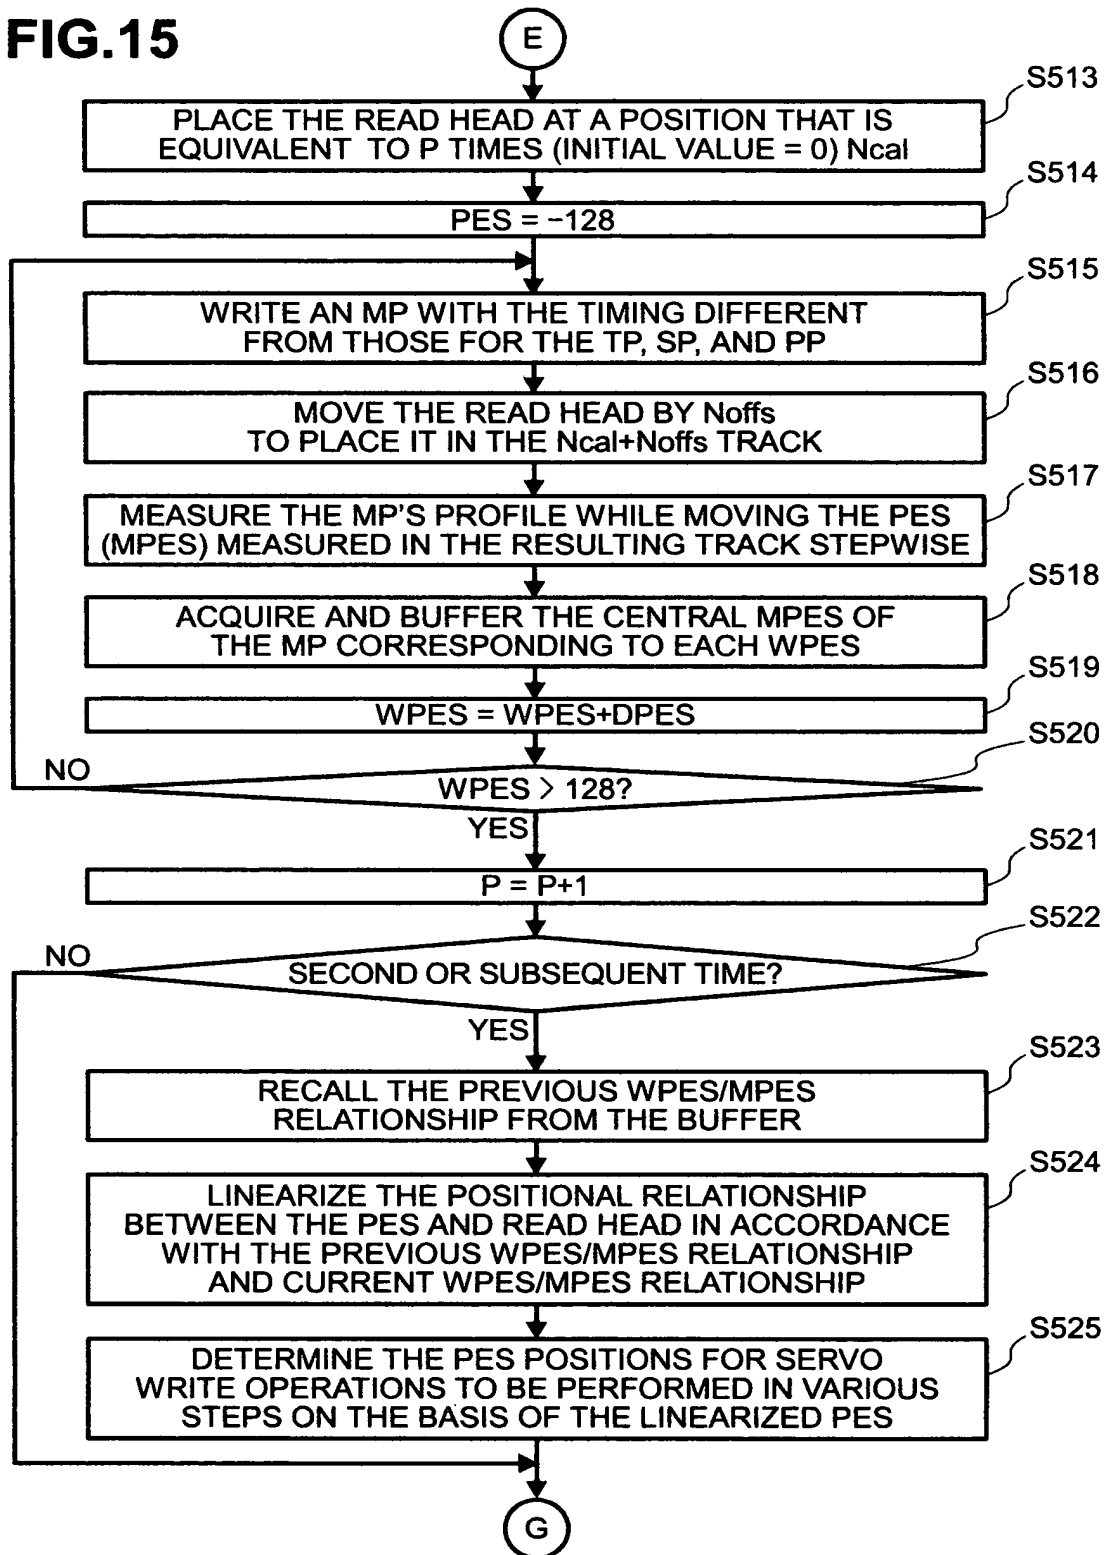 FIG.15
E
S513
PLACE THE READ HEAD AT A POSITION THAT IS
EQUIVALENT TO P TIMES (INITIAL VALUE = 0) Ncal
S514
PES = −128
S515
WRITE AN MP WITH THE TIMING DIFFERENT
FROM THOSE FOR THE TP, SP, AND PP
S516
MOVE THE READ HEAD BY Noffs
TO PLACE IT IN THE Ncal+Noffs TRACK
S517
MEASURE THE MP'S PROFILE WHILE MOVING THE PES
(MPES) MEASURED IN THE RESULTING TRACK STEPWISE
S518
ACQUIRE AND BUFFER THE CENTRAL MPES OF
THE MP CORRESPONDING TO EACH WPES
S519
WPES = WPES+DPES
S520
NO
WPES > 128?
YES
S521
P = P+1
S522
NO
SECOND OR SUBSEQUENT TIME?
YES
S523
RECALL THE PREVIOUS WPES/MPES
RELATIONSHIP FROM THE BUFFER
S524
LINEARIZE THE POSITIONAL RELATIONSHIP
BETWEEN THE PES AND READ HEAD IN ACCORDANCE
WITH THE PREVIOUS WPES/MPES RELATIONSHIP
AND CURRENT WPES/MPES RELATIONSHIP
S525
DETERMINE THE PES POSITIONS FOR SERVO
WRITE OPERATIONS TO BE PERFORMED IN VARIOUS
STEPS ON THE BASIS OF THE LINEARIZED PES
G